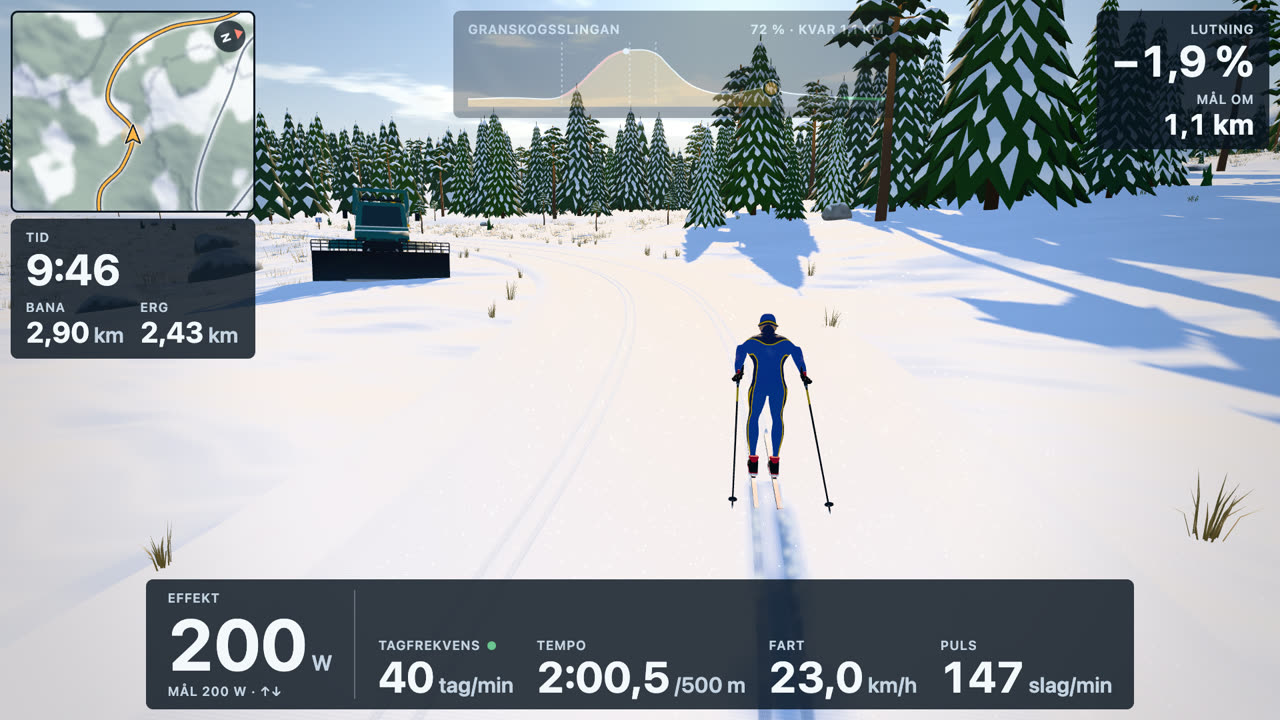 GRANSKOGSSLINGAN
72 % · KVAR 1,1 KM
LUTNING
−1,9 %
MÅL OM
1,1 km
N
TID
9:46
BANA ERG
2,90 km 2,43 km
EFFEKT
200 W
MÅL 200 W · ↑↓
TAGFREKVENS
40 tag/min
TEMPO
2:00,5 /500 m
FART
23,0 km/h
PULS
147 slag/min